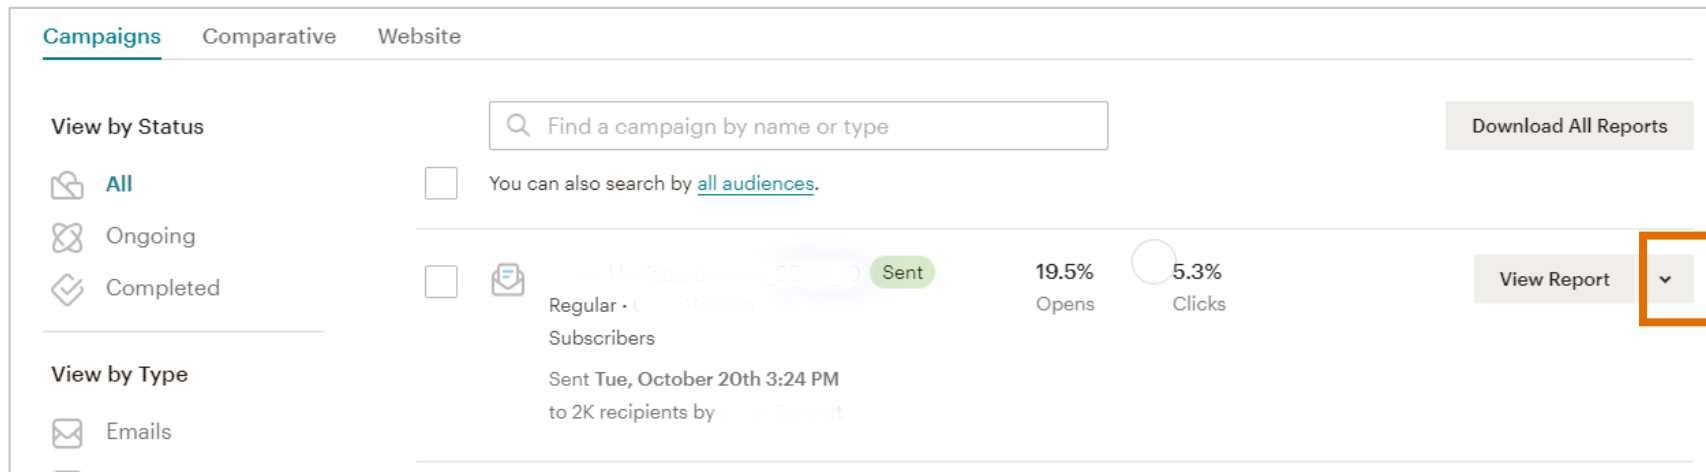 Campaigns Comparative Website
View by Status
Find a campaign by name or type
Download All Reports
All
You can also search by all audiences.
Ongoing
Completed
Sent
19.5%
5.3%
View Report
Regular •
Opens
Clicks
Subscribers
View by Type
Sent Tue, October 20th 3:24 PM
to 2K recipients by
Emails